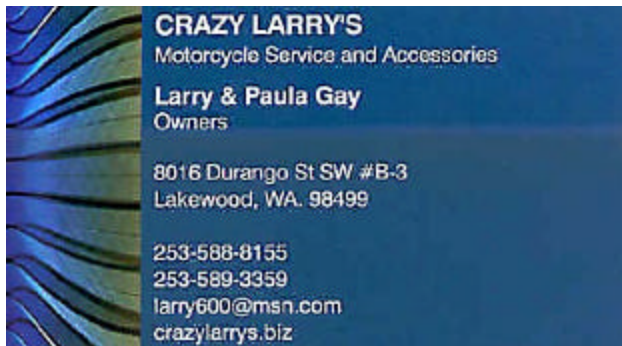 CRAZY LARRY'S
Motorcycle Service and Accessories
Larry & Paula Gay
Owners
8016 Durango St SW #B-3
Lakewood, WA. 98499
253-588-8155
253-589-3359
larry600@msn.com
crazylarrys.biz